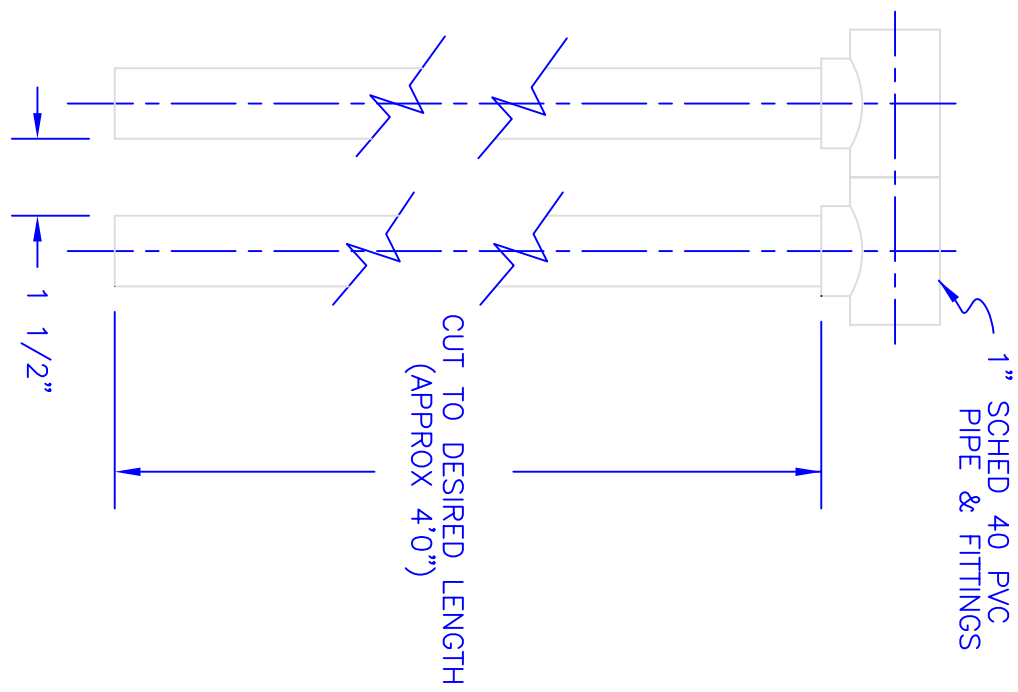 1" SCHED 40 PVC
PIPE & FITTINGS
CUT TO DESIRED LENGTH
(APPROX 4'0")
1 1/2"